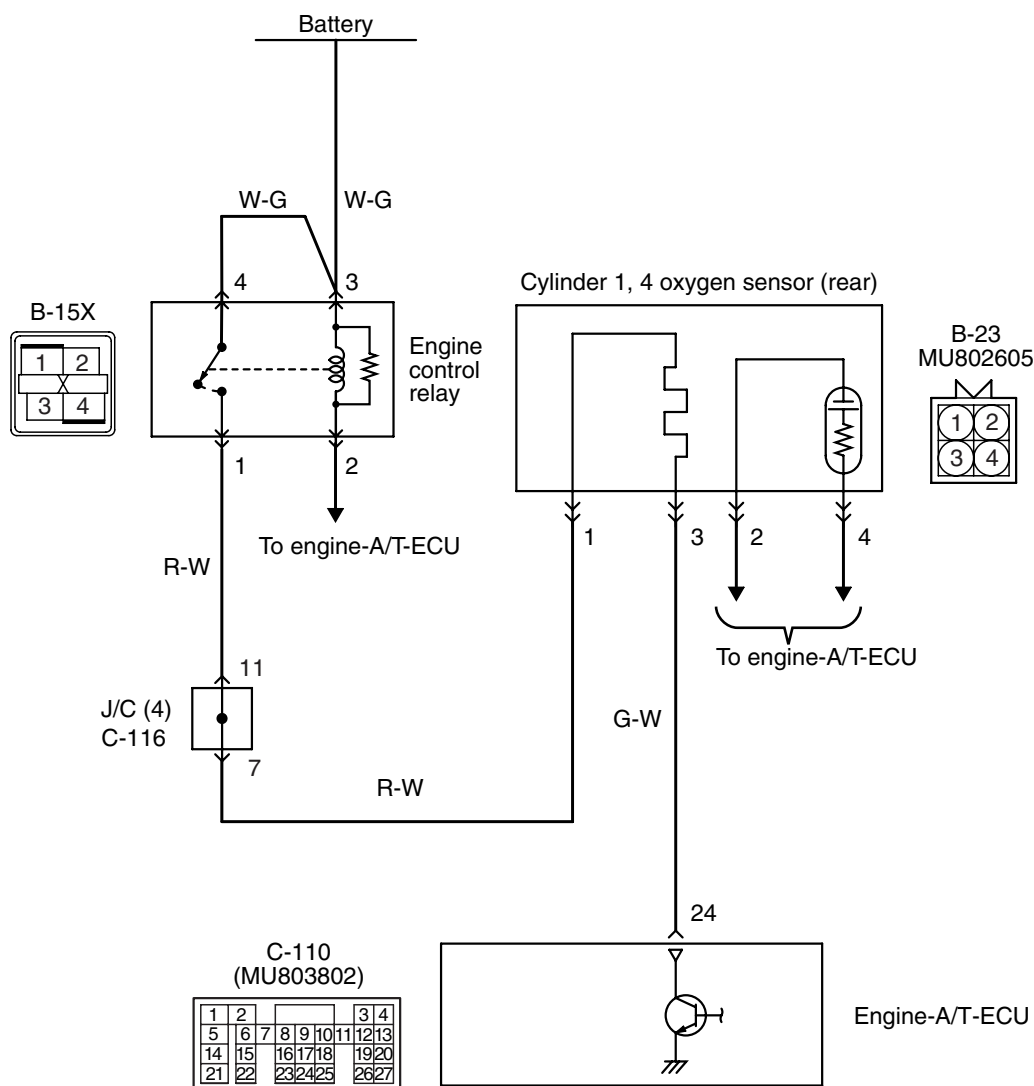 Battery
W-G
W-G
4
3
B-15X
1 2
X
3 4
Engine
control
relay
1
2
To engine-A/T-ECU
Cylinder 1, 4 oxygen sensor (rear)
B-23
MU802605
1 2
3 4
1
3
2
4
To engine-A/T-ECU
R-W
11
J/C (4)
C-116
7
R-W
G-W
24
C-110
(MU803802)
1 2 3 4
5 6 7 8 9 10 11 12 13
14 15 16 17 18 19 20
21 22 23 24 25 26 27
Engine-A/T-ECU